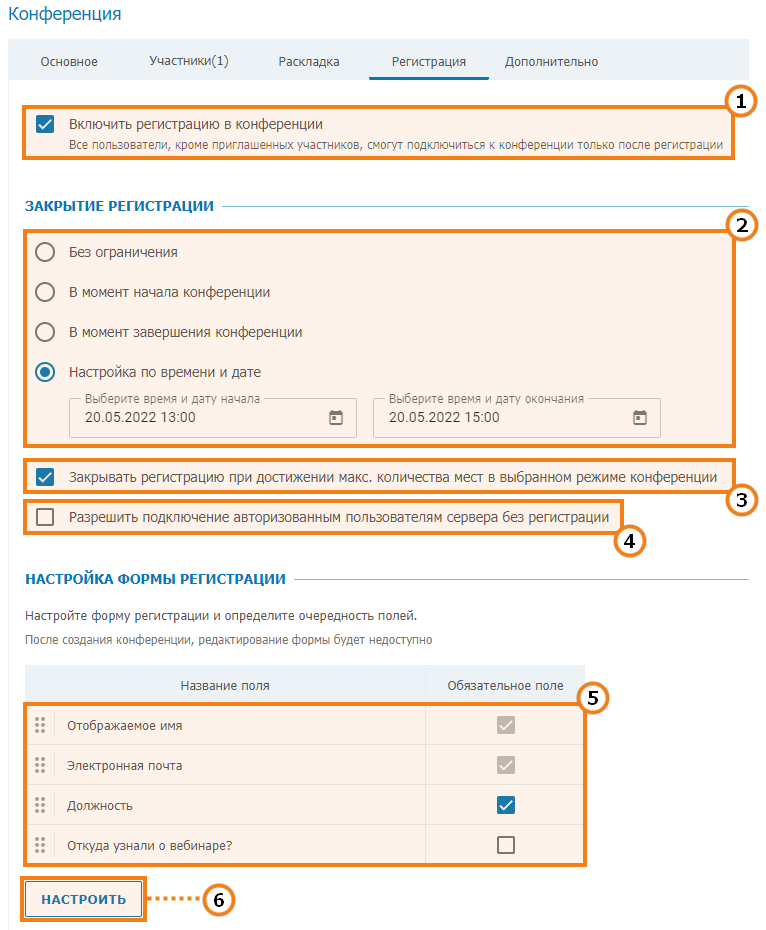 Конференция
Основное Участники(1) Раскладка Регистрация Дополнительно
1
Включить регистрацию в конференции
Все пользователи, кроме приглашенных участников, смогут подключиться к конференции только после регистрации
ЗАКРЫТИЕ РЕГИСТРАЦИИ
2
Без ограничения
В момент начала конференции
В момент завершения конференции
Настройка по времени и дате
Выберите время и дату начала Выберите время и дату окончания
20.05.2022 13:00 20.05.2022 15:00
Закрывать регистрацию при достижении макс. количества мест в выбранном режиме конференции
3
Разрешить подключение авторизованным пользователям сервера без регистрации
4
НАСТРОЙКА ФОРМЫ РЕГИСТРАЦИИ
Настройте форму регистрации и определите очередность полей.
После создания конференции, редактирование формы будет недоступно
Название поля Обязательное поле
5
Отображаемое имя
Электронная почта
Должность
Откуда узнали о вебинаре?
НАСТРОИТЬ 6